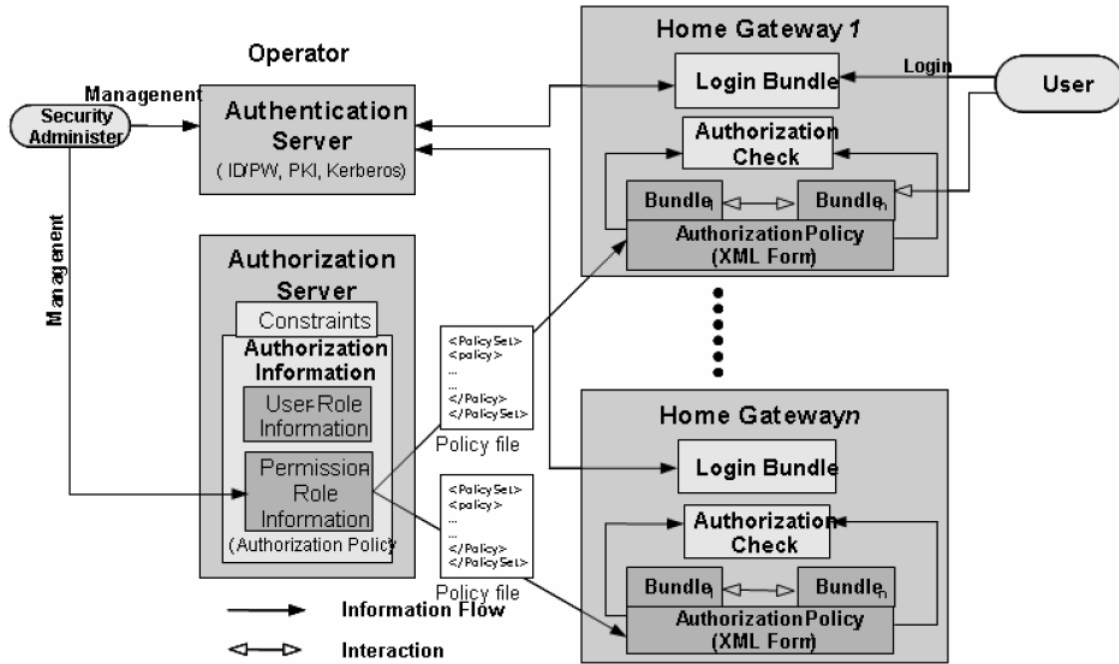 Operator
Managenent
Security
Administer
Authentication
Server
( ID/PW, PKI, Kerberos)
Management
Authorization
Server
Constraints
Authorization
Information
User-Role
Information
Permission-
Role
Information
(Authorization Policy
<PolicySet>
<policy>
...
...
</Policy>
</PolicySet>
Policy file
<PolicySet>
<policy>
...
...
</Policy>
</PolicySet>
Policy file
Home Gateway 1
Login Bundle
Login
User
Authorization
Check
Bundle1
Bundlen
Authorization Policy
(XML Form)
Home Gatewayn
Login Bundle
Authorization
Check
Bundle1
Bundlen
Authorization Policy
(XML Form)
Information Flow
Interaction